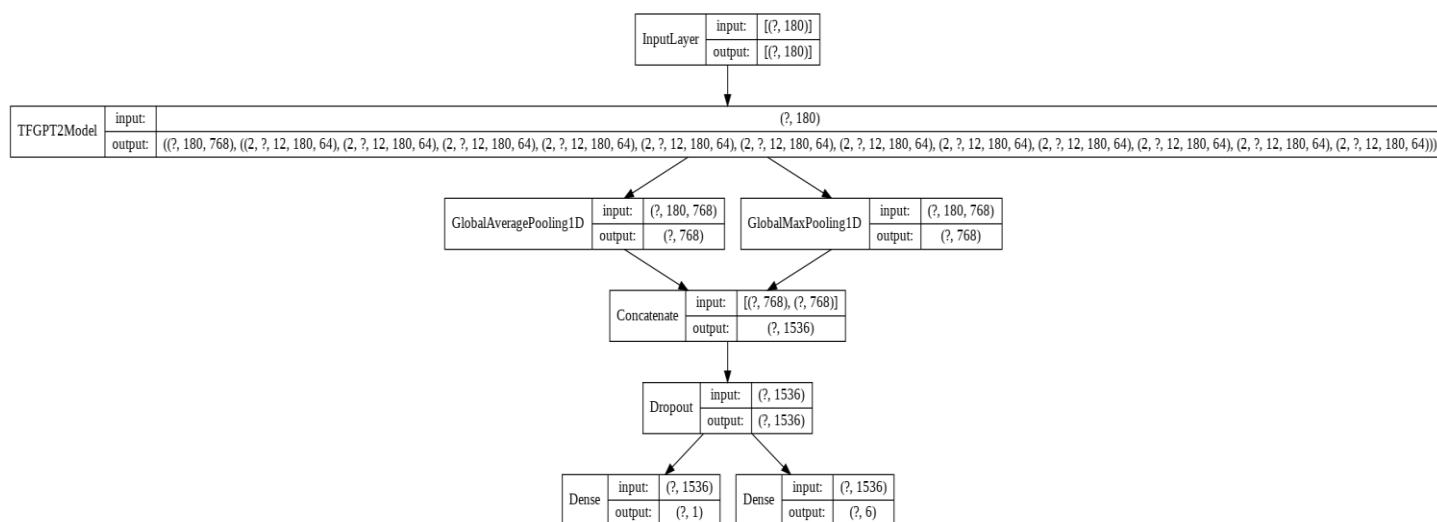 InputLayer
input: [(?, 180)]
output: [(?, 180)]
TFGPT2Model
input: (?, 180)
output: ((?, 180, 768), ((2, ?, 12, 180, 64), (2, ?, 12, 180, 64), (2, ?, 12, 180, 64), (2, ?, 12, 180, 64), (2, ?, 12, 180, 64), (2, ?, 12, 180, 64), (2, ?, 12, 180, 64), (2, ?, 12, 180, 64), (2, ?, 12, 180, 64), (2, ?, 12, 180, 64), (2, ?, 12, 180, 64), (2, ?, 12, 180, 64)))
GlobalAveragePooling1D
input: (?, 180, 768)
output: (?, 768)
GlobalMaxPooling1D
input: (?, 180, 768)
output: (?, 768)
Concatenate
input: [(?, 768), (?, 768)]
output: (?, 1536)
Dropout
input: (?, 1536)
output: (?, 1536)
Dense
input: (?, 1536)
output: (?, 1)
Dense
input: (?, 1536)
output: (?, 6)